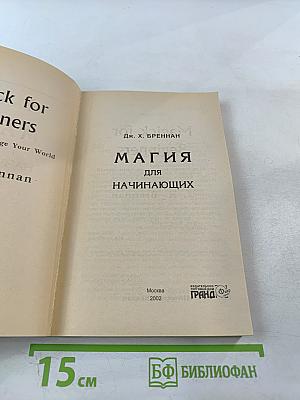 ck for
ners
ge Your World
nnan
Дж. Х. БРЕННАН
МАГИЯ
ДЛЯ
НАЧИНАЮЩИХ
Москва
2002
ГРАНД
15 см
БФ БИБЛИОФАН